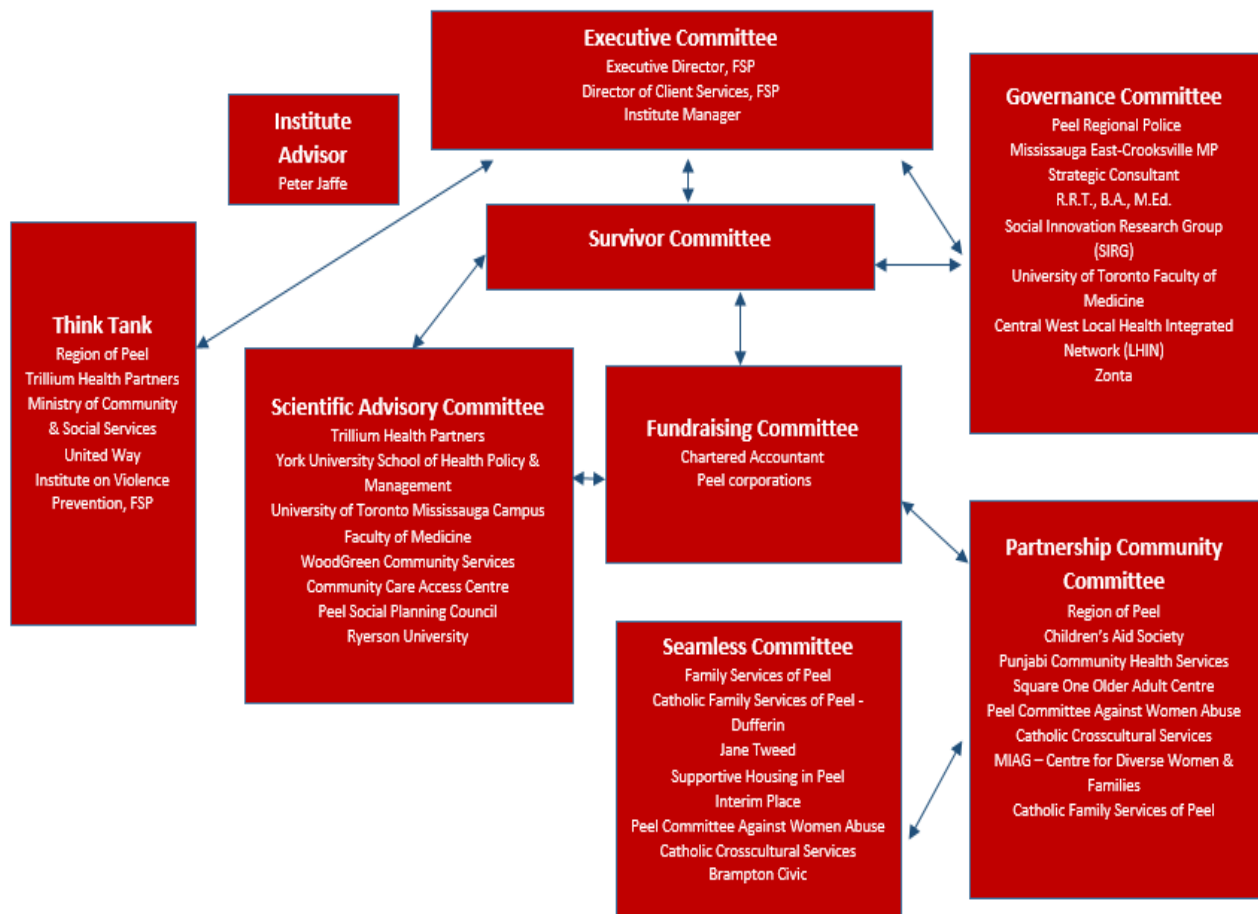 Executive Committee
Executive Director, FSP
Director of Client Services, FSP
Institute Manager
Institute
Advisor
Peter Jaffe
Governance Committee
Peel Regional Police
Mississauga East-Crooksville MP
Strategic Consultant
R.R.T., B.A., M.Ed.
Social Innovation Research Group
(SIRG)
University of Toronto Faculty of
Medicine
Central West Local Health Integrated
Network (LHIN)
Zonta
Survivor Committee
Think Tank
Region of Peel
Trillium Health Partners
Ministry of Community
& Social Services
United Way
Institute on Violence
Prevention, FSP
Scientific Advisory Committee
Trillium Health Partners
York University School of Health Policy &
Management
University of Toronto Mississauga Campus
Faculty of Medicine
WoodGreen Community Services
Community Care Access Centre
Peel Social Planning Council
Ryerson University
Fundraising Committee
Chartered Accountant
Peel corporations
Partnership Community
Committee
Region of Peel
Children's Aid Society
Punjabi Community Health Services
Square One Older Adult Centre
Peel Committee Against Women Abuse
Catholic Crosscultural Services
MIAG – Centre for Diverse Women &
Families
Catholic Family Services of Peel
Seamless Committee
Family Services of Peel
Catholic Family Services of Peel -
Dufferin
Jane Tweed
Supportive Housing in Peel
Interim Place
Peel Committee Against Women Abuse
Catholic Crosscultural Services
Brampton Civic